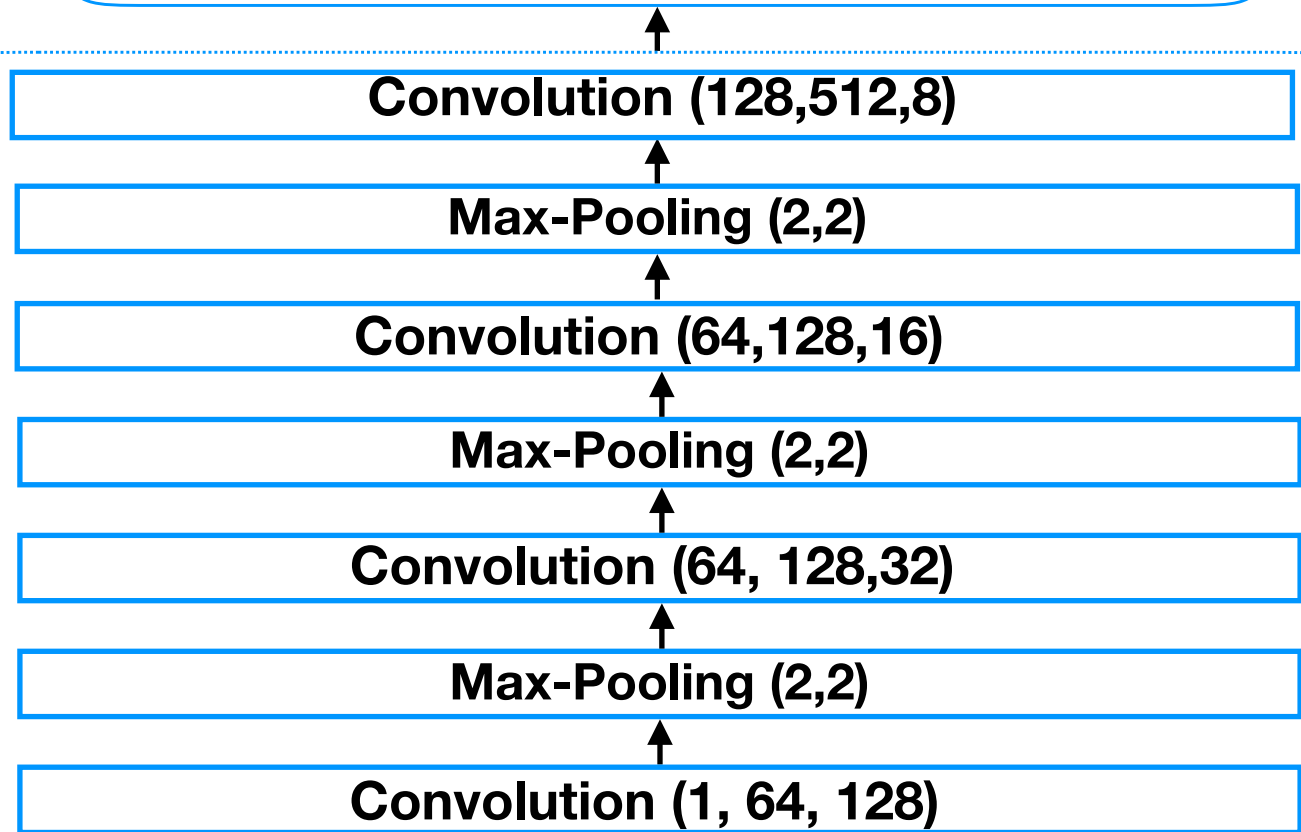 Convolution (128,512,8)
Max-Pooling (2,2)
Convolution (64,128,16)
Max-Pooling (2,2)
Convolution (64, 128,32)
Max-Pooling (2,2)
Convolution (1, 64, 128)